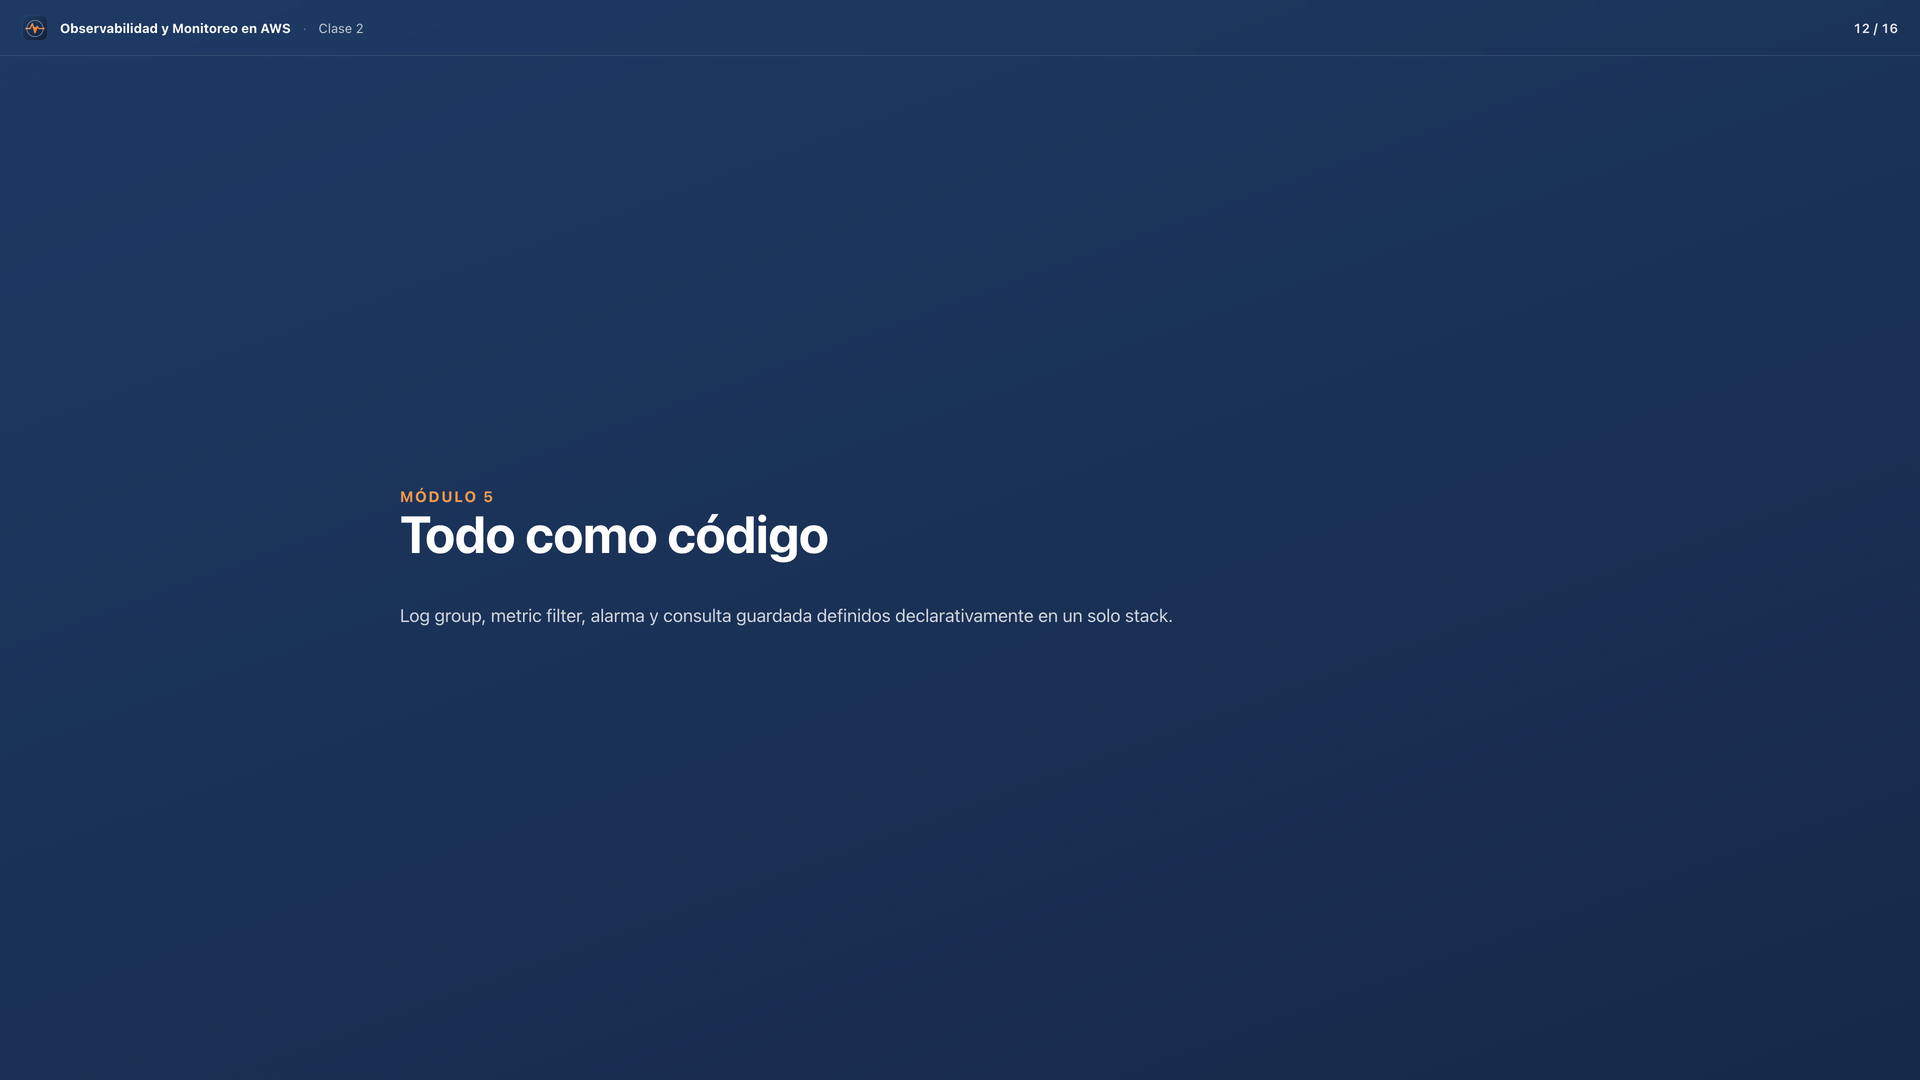 Observabilidad y Monitoreo en AWS · Clase 2
12 / 16
MÓDULO 5
Todo como código
Log group, metric filter, alarma y consulta guardada definidos declarativamente en un solo stack.